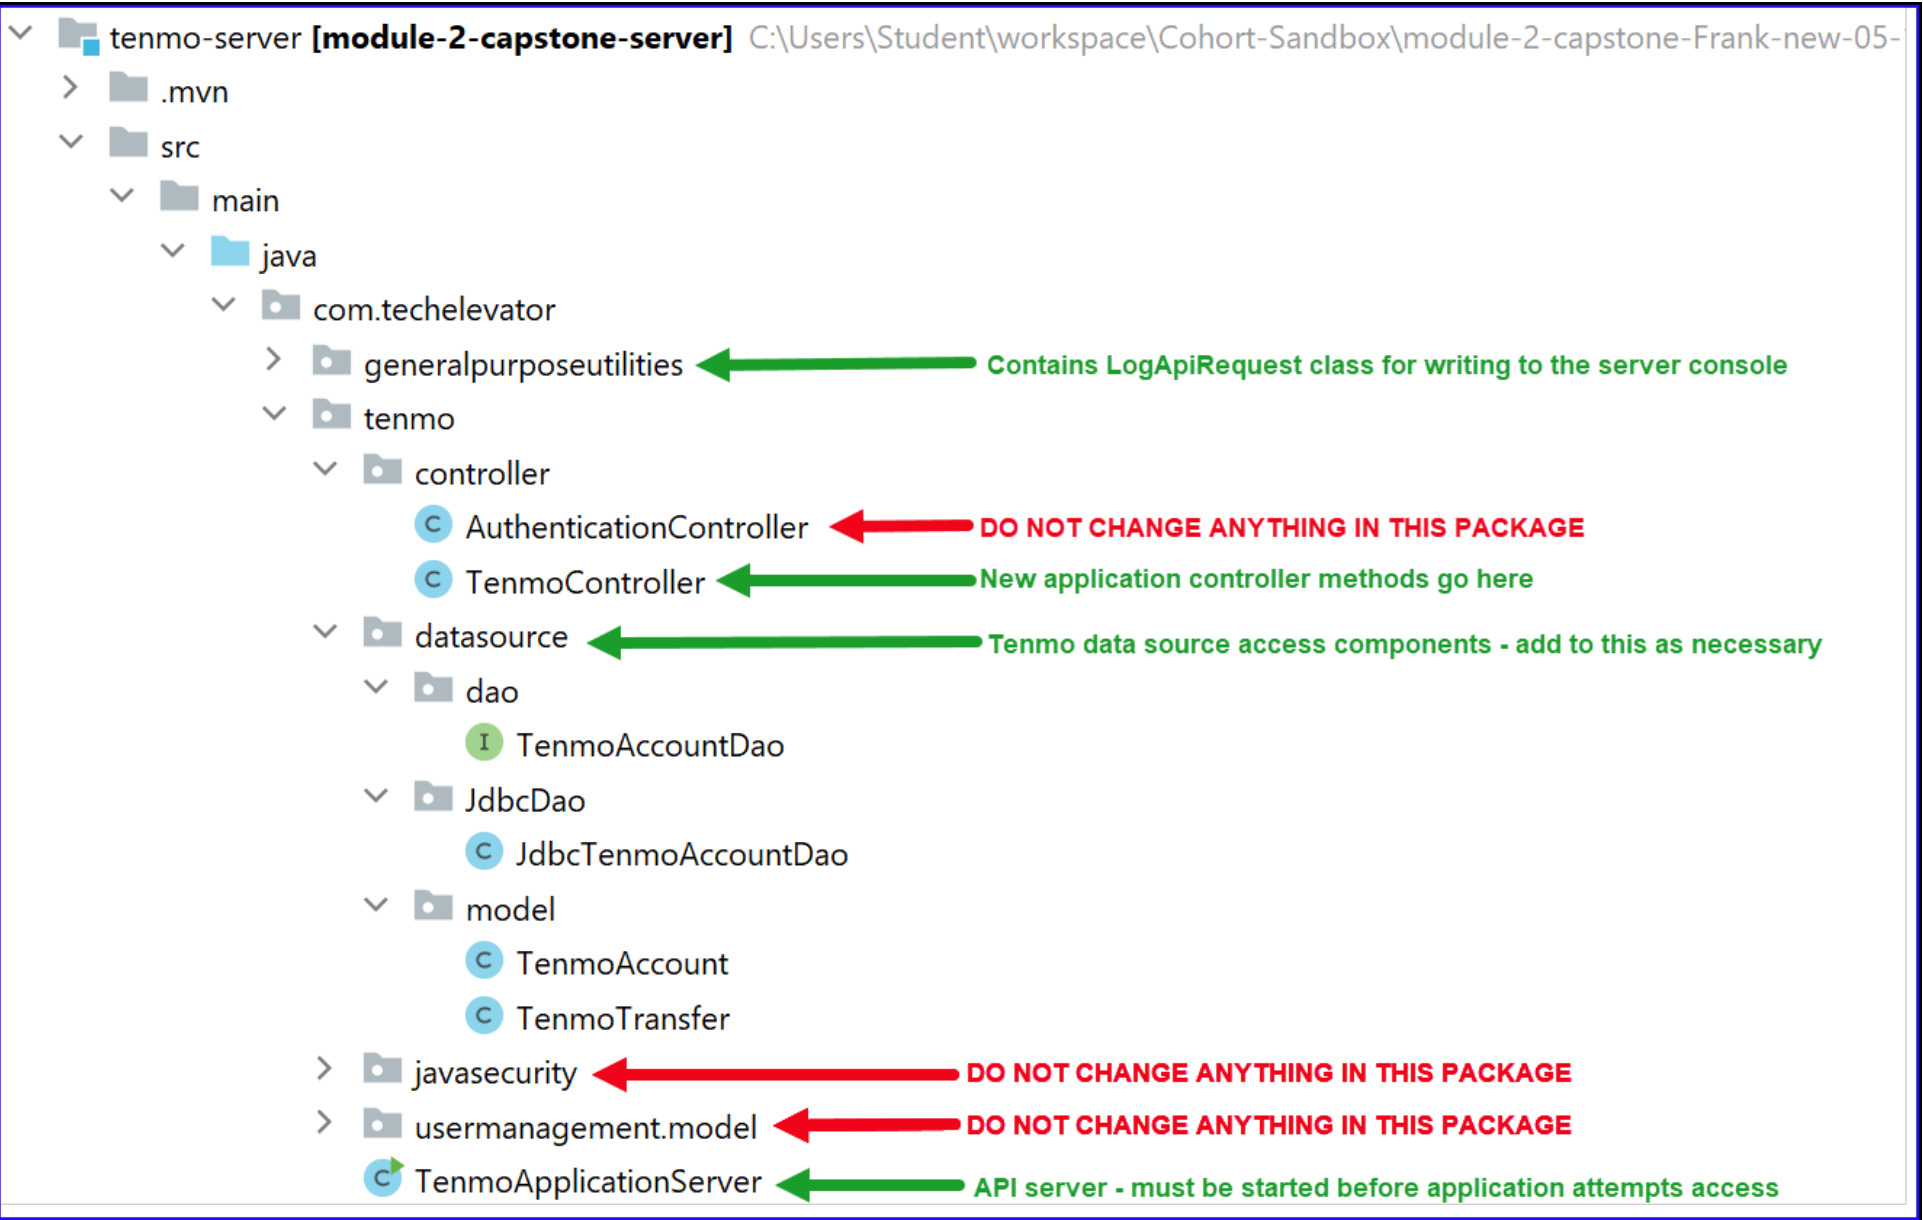 tenmo-server [module-2-capstone-server] C:\Users\Student\workspace\Cohort-Sandbox\module-2-capstone-Frank-new-05-
.mvn
src
main
java
com.techelevator
generalpurposeutilities Contains LogApiRequest class for writing to the server console
tenmo
controller
C AuthenticationController DO NOT CHANGE ANYTHING IN THIS PACKAGE
C TenmoController New application controller methods go here
datasource Tenmo data source access components - add to this as necessary
dao
I TenmoAccountDao
JdbcDao
C JdbcTenmoAccountDao
model
C TenmoAccount
C TenmoTransfer
javasecurity DO NOT CHANGE ANYTHING IN THIS PACKAGE
usermanagement.model DO NOT CHANGE ANYTHING IN THIS PACKAGE
C TenmoApplicationServer API server - must be started before application attempts access